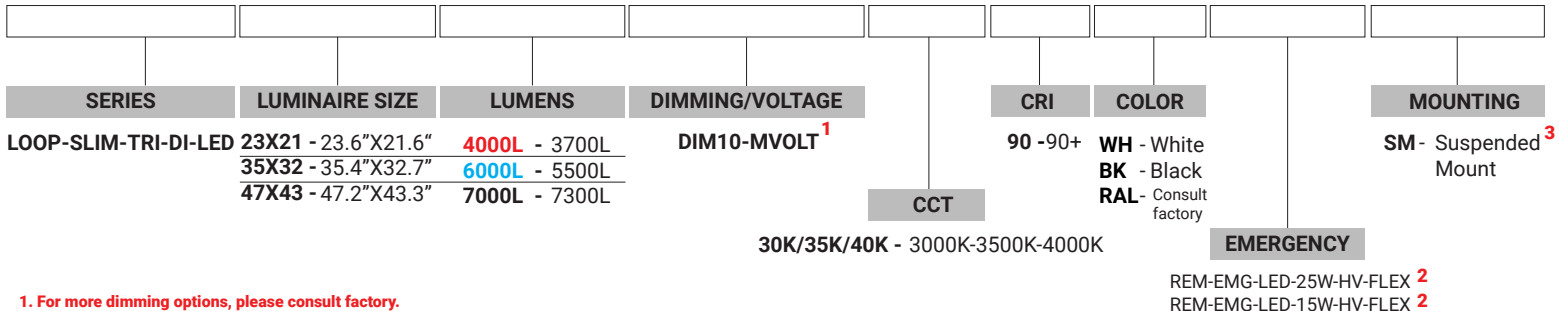 SERIES
LOOP-SLIM-TRI-DI-LED
LUMINAIRE SIZE
23X21 - 23.6”X21.6“
35X32 - 35.4”X32.7”
47X43 - 47.2”X43.3”
LUMENS
4000L - 3700L
6000L - 5500L
7000L - 7300L
DIMMING/VOLTAGE
DIM10-MVOLT 1
CCT
30K/35K/40K - 3000K-3500K-4000K
CRI
90 -90+
COLOR
WH - White
BK - Black
RAL- Consult
factory
EMERGENCY
REM-EMG-LED-25W-HV-FLEX 2
REM-EMG-LED-15W-HV-FLEX 2
MOUNTING
SM - Suspended 3
Mount
1. For more dimming options, please consult factory.